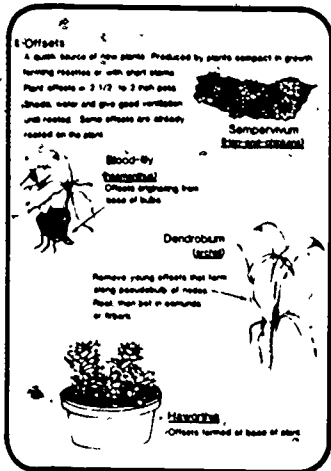 Offsets
A quick source of new plants. Produced by plants compact in growth
forming rosettes or with short stems.
Plant offsets in 2 1/2 to 3 inch pots.
Shade, water and give good ventilation
until rooted. Some offsets are already
rooted on the plant
Sempervivum
(Hen-and-chickens)
Blood-lily
(Haemanthus)
Offsets originating from
base of bulbs.
Dendrobium
(orchid)
Remove young offsets that form
along pseudobulb at nodes.
Root, then pot in osmunda
or firbark.
Haworthia
Offsets formed at base of plant